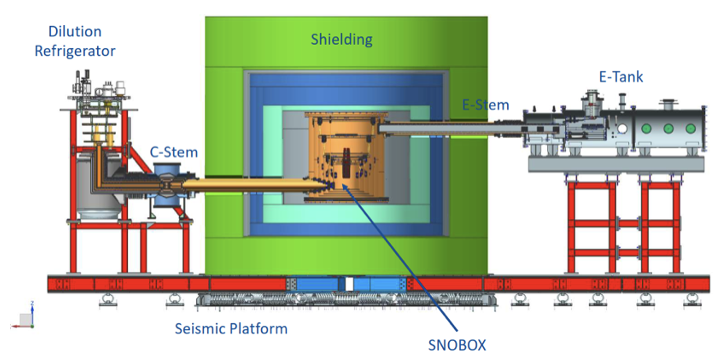 Dilution
Refrigerator
Shielding
E-Tank
E-Stem
C-Stem
Seismic Platform
SNOBOX
z